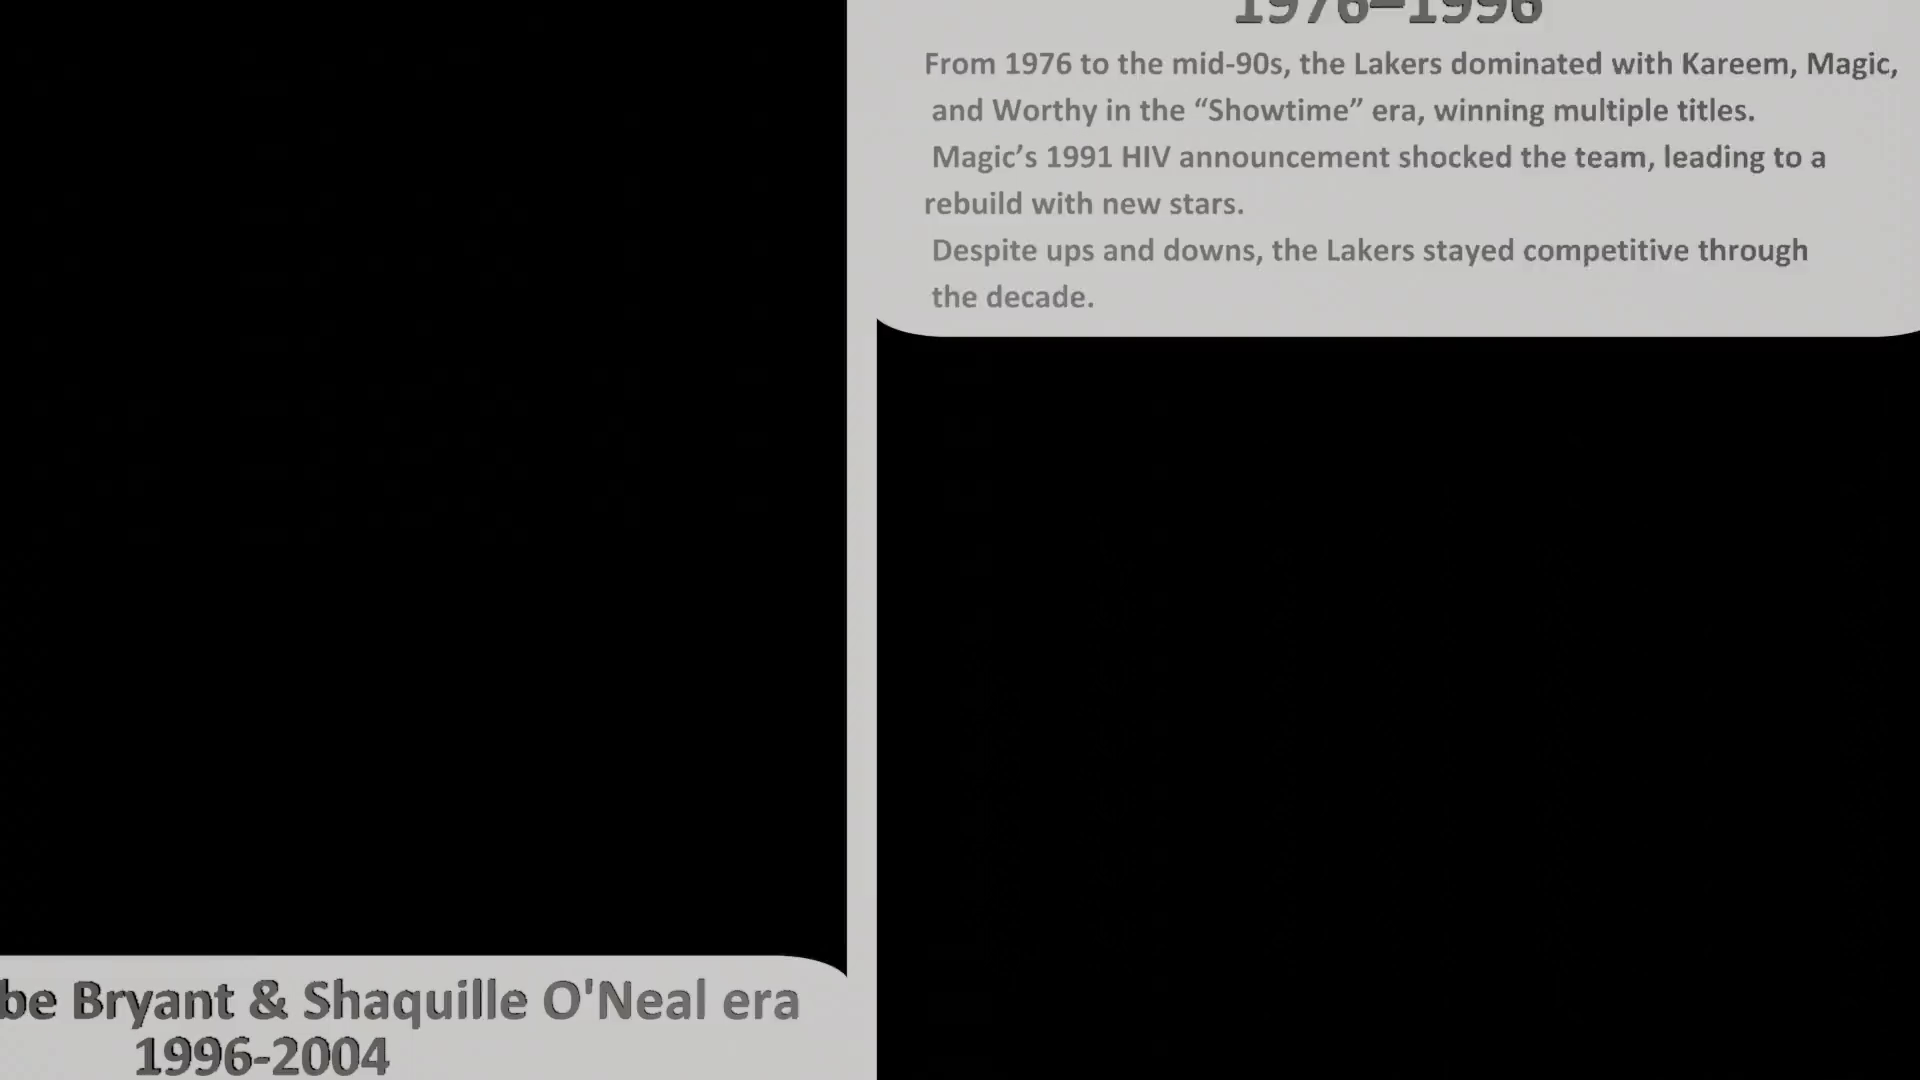 1976–1996
From 1976 to the mid-90s, the Lakers dominated with Kareem, Magic,
and Worthy in the “Showtime” era, winning multiple titles.
Magic’s 1991 HIV announcement shocked the team, leading to a
rebuild with new stars.
Despite ups and downs, the Lakers stayed competitive through
the decade.
be Bryant & Shaquille O'Neal era
1996-2004